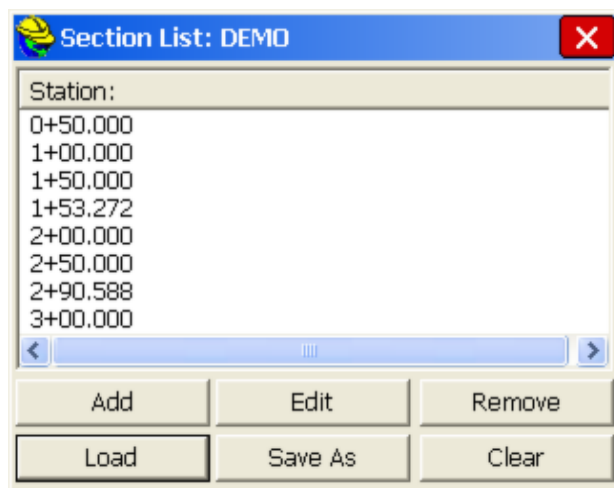 Section List: DEMO
Station:
0+50.000
1+00.000
1+50.000
1+53.272
2+00.000
2+50.000
2+90.588
3+00.000
Add Edit Remove
Load Save As Clear